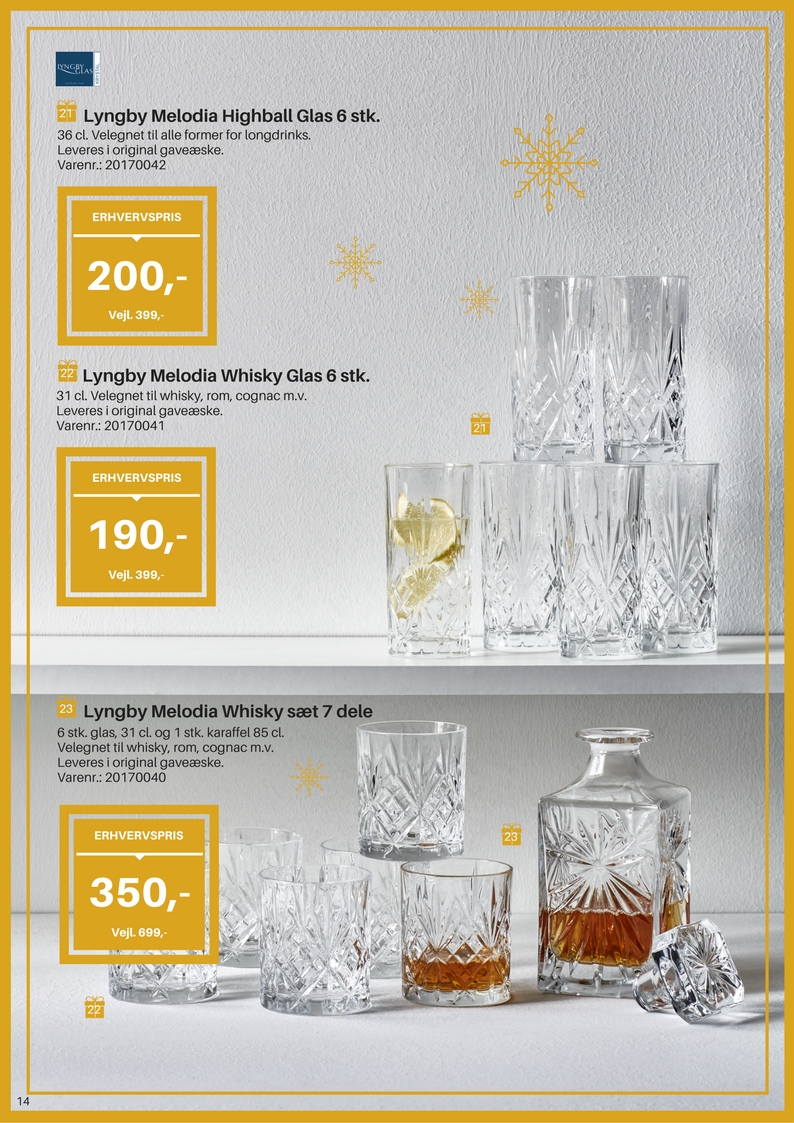 LYNGBY
GLAS
21 Lyngby Melodia Highball Glas 6 stk.
36 cl. Velegnet til alle former for longdrinks.
Leveres i original gaveæske.
Varenr.: 20170042
ERHVERVSPRIS
200,-
Vejl. 399,-
22 Lyngby Melodia Whisky Glas 6 stk.
31 cl. Velegnet til whisky, rom, cognac m.v.
Leveres i original gaveæske.
Varenr.: 20170041
21
ERHVERVSPRIS
190,-
Vejl. 399,-
23 Lyngby Melodia Whisky sæt 7 dele
6 stk. glas, 31 cl. og 1 stk. karaffel 85 cl.
Velegnet til whisky, rom, cognac m.v.
Leveres i original gaveæske.
Varenr.: 20170040
23
ERHVERVSPRIS
350,-
Vejl. 699,-
22
14